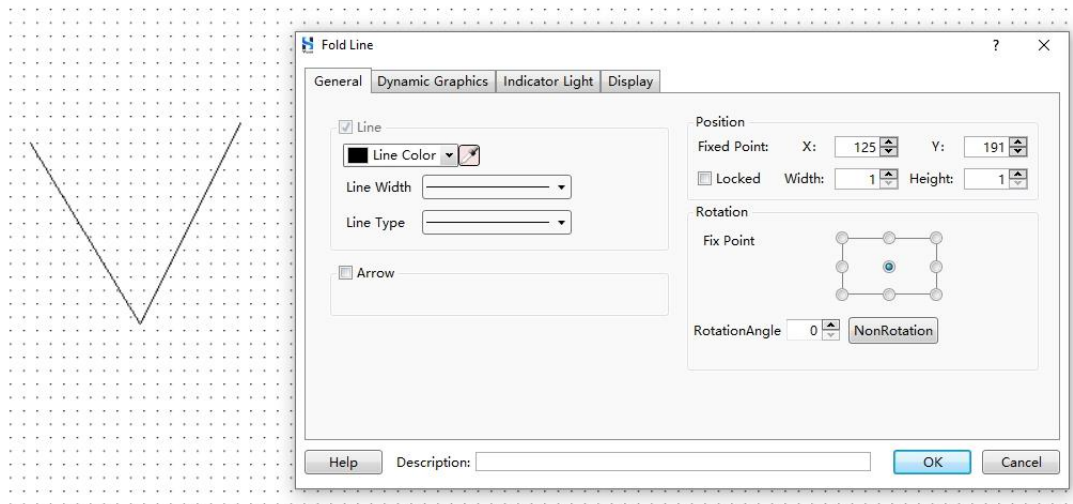 Fold Line
? X
General Dynamic Graphics Indicator Light Display
Line
Line Color
Line Width
Line Type
Arrow
Position
Fixed Point: X: 125 Y: 191
Locked Width: 1 Height: 1
Rotation
Fix Point
RotationAngle 0 NonRotation
Help Description: OK Cancel